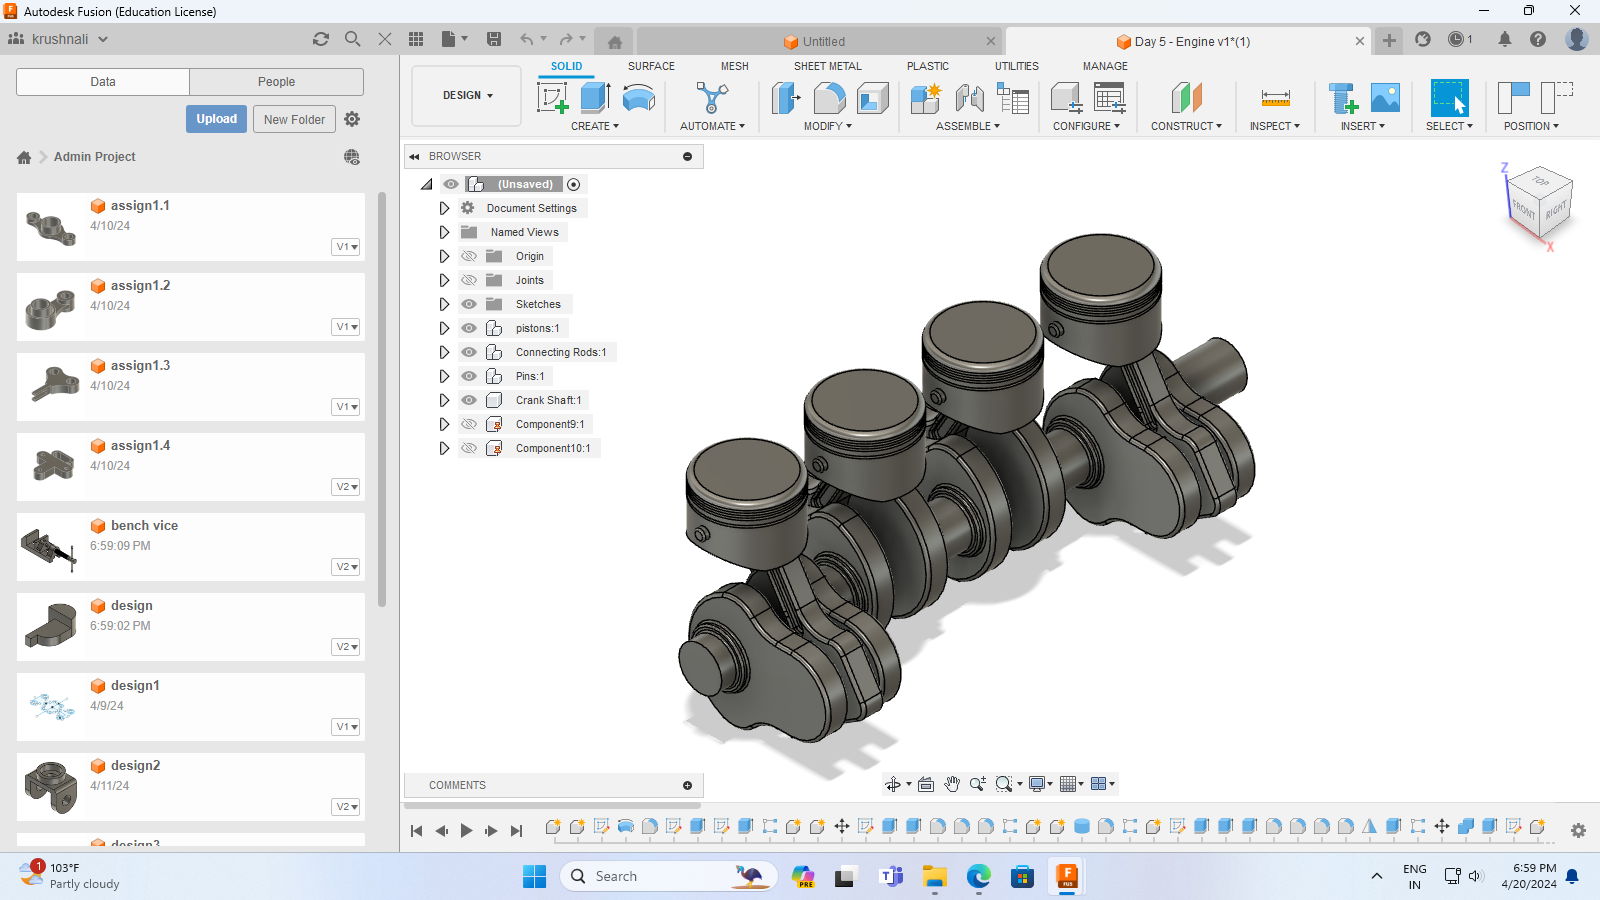 Autodesk Fusion (Education License)
krushnali
Untitled
Day 5 - Engine v1*(1)
1
Data
People
Upload
New Folder
Admin Project
assign1.1
4/10/24
V1
assign1.2
4/10/24
V1
assign1.3
4/10/24
V1
assign1.4
4/10/24
V2
bench vice
6:59:09 PM
V2
design
6:59:02 PM
V2
design1
4/9/24
V1
design2
4/11/24
V2
design3
DESIGN
SOLID
SURFACE
MESH
SHEET METAL
PLASTIC
UTILITIES
MANAGE
CREATE
AUTOMATE
MODIFY
ASSEMBLE
CONFIGURE
CONSTRUCT
INSPECT
INSERT
SELECT
POSITION
BROWSER
(Unsaved)
Document Settings
Named Views
Origin
Joints
Sketches
pistons:1
Connecting Rods:1
Pins:1
Crank Shaft:1
Component9:1
Component10:1
Z
TOP
FRONT
RIGHT
X
COMMENTS
1
103°F
Partly cloudy
Search
PRE
F
FUS
ENG
IN
6:59 PM
4/20/2024